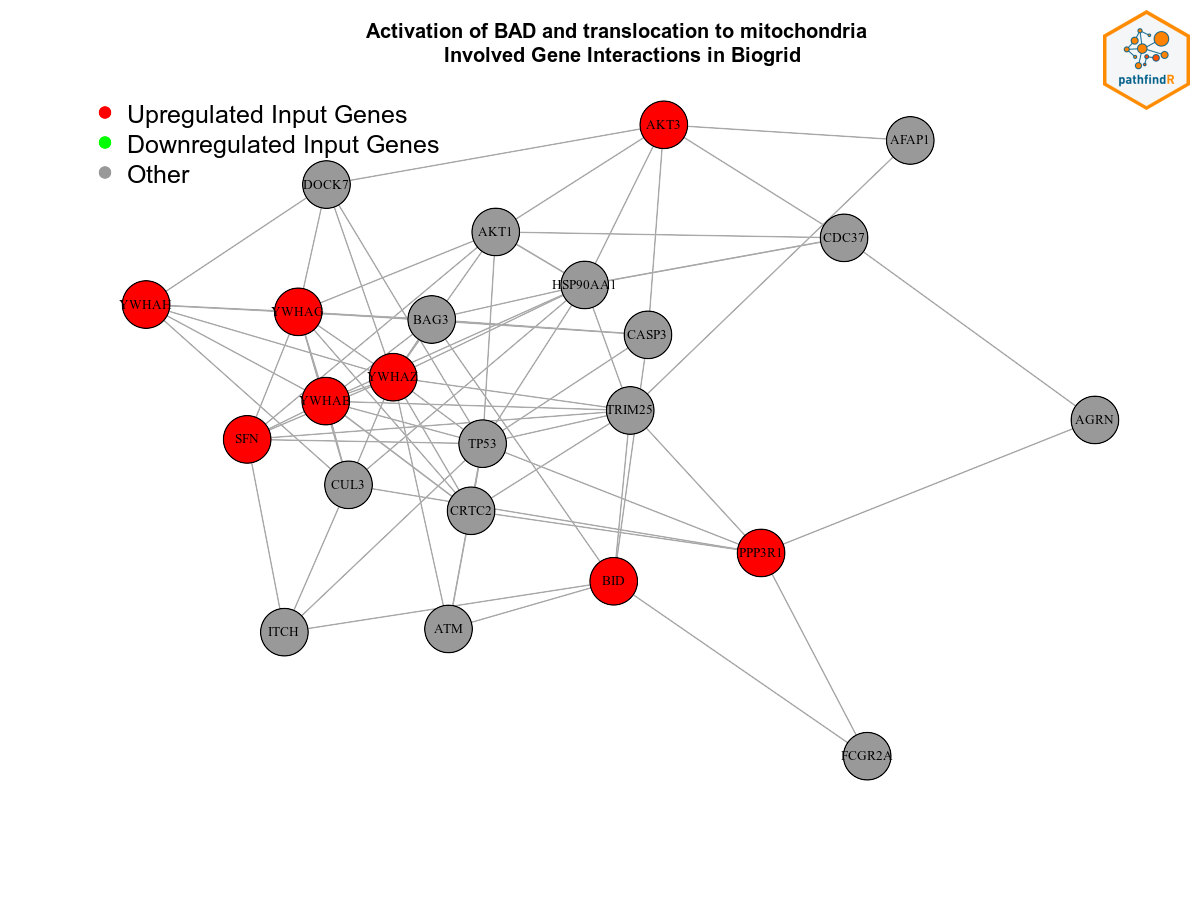 Activation of BAD and translocation to mitochondria
Involved Gene Interactions in Biogrid
pathfindR
Upregulated Input Genes
Downregulated Input Genes
Other
AKT3
AFAP1
DOCK7
AKT1
CDC37
HSP90AA1
YWHAH
YWHAG
BAG3
CASP3
YWHAZ
YWHAB
TRIM25
AGRN
SFN
TP53
CUL3
CRTC2
PPP3R1
BID
ITCH
ATM
FCGR2A